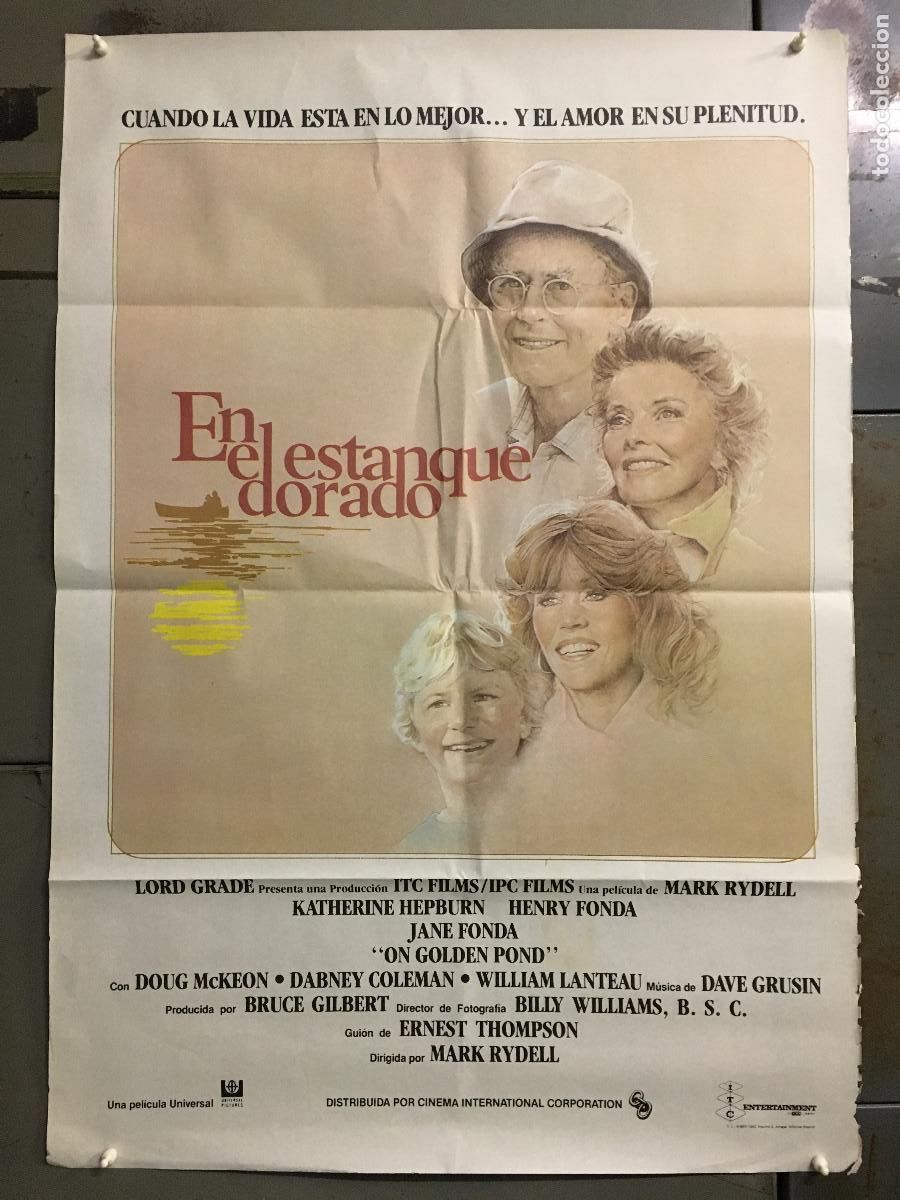 todocoleccion
CUANDO LA VIDA ESTA EN LO MEJOR... Y EL AMOR EN SU PLENITUD.
En
el estanque
dorado
LORD GRADE Presenta una Producción ITC FILMS/IPC FILMS Una película de MARK RYDELL
KATHERINE HEPBURN HENRY FONDA
JANE FONDA
"ON GOLDEN POND"
Con DOUG McKEON • DABNEY COLEMAN • WILLIAM LANTEAU Música de DAVE GRUSIN
Producida por BRUCE GILBERT Director de Fotografia BILLY WILLIAMS, B. S. C.
Guión de ERNEST THOMPSON
Dirigida por MARK RYDELL
Una película Universal
UNIVERSAL
PICTURES
DISTRIBUIDA POR CINEMA INTERNATIONAL CORPORATION
ITC
ENTERTAINMENT